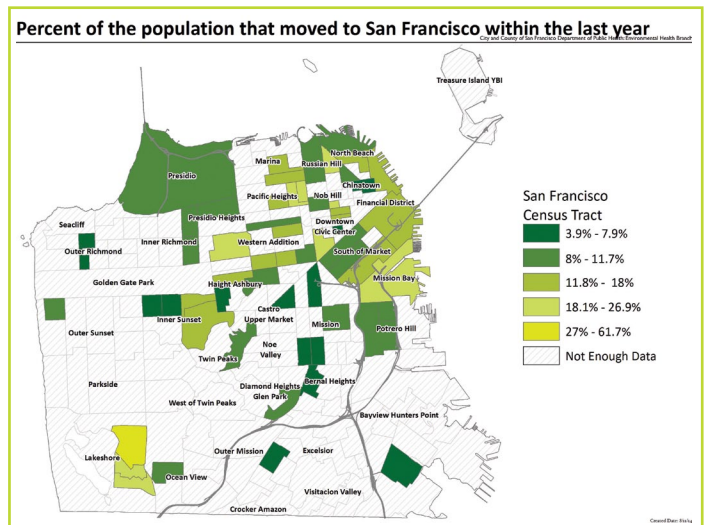 Percent of the population that moved to San Francisco within the last year
City and County of San Francisco Department of Public Health Environmental Health Branch
Treasure Island YBI
North Beach
Marina
Russian Hill
Presidio
Chinatown
Pacific Heights
Nob Hill
Financial District
Presidio Heights
Seacliff
Downtown
Civic Center
Inner Richmond
Western Addition
Outer Richmond
South of Market
Golden Gate Park
Mission Bay
Haight Ashbury
Castro
Upper Market
Inner Sunset
Mission
Potrero Hill
Outer Sunset
Noe
Valley
Twin Peaks
Parkside
Diamond Heights
Bernal Heights
Glen Park
West of Twin Peaks
Bayview Hunters Point
Lakeshore
Outer Mission
Excelsior
Ocean View
Visitacion Valley
Crocker Amazon
San Francisco
Census Tract
3.9% - 7.9%
8% - 11.7%
11.8% - 18%
18.1% - 26.9%
27% - 61.7%
Not Enough Data